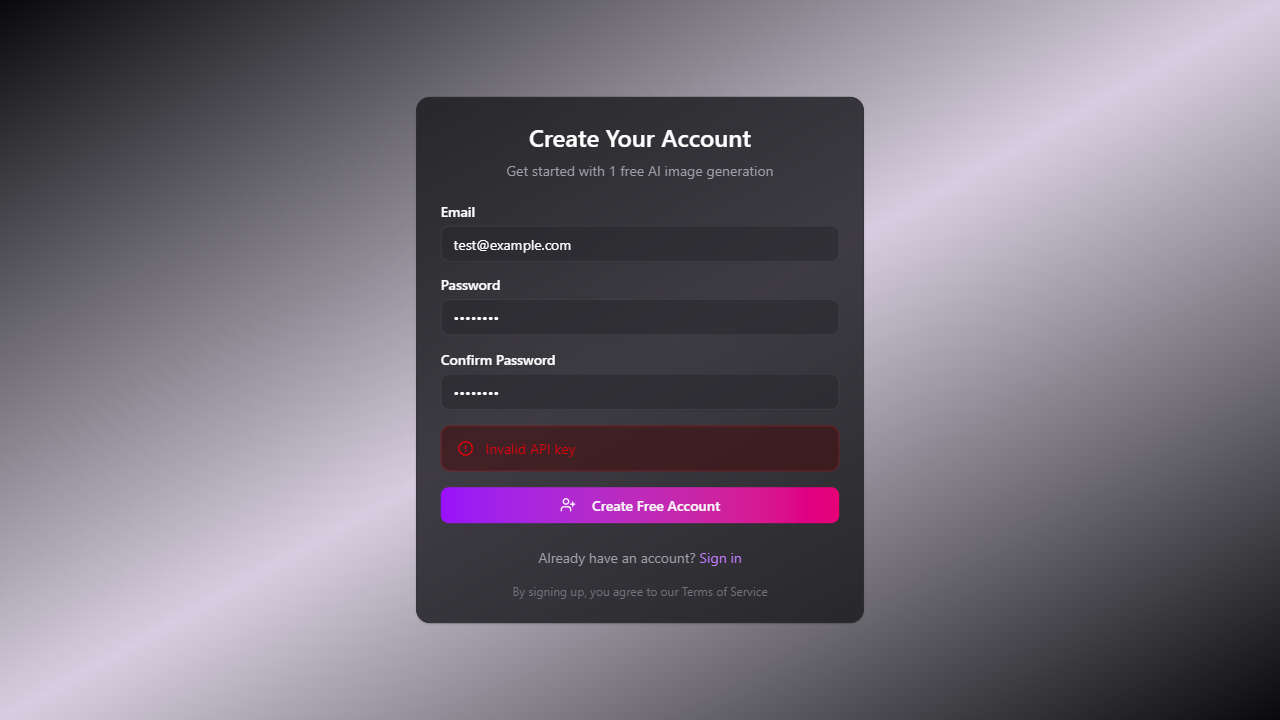 Create Your Account
Get started with 1 free AI image generation
Email
test@example.com
Password
••••••••
Confirm Password
••••••••
Invalid API key
Create Free Account
Already have an account? Sign in
By signing up, you agree to our Terms of Service